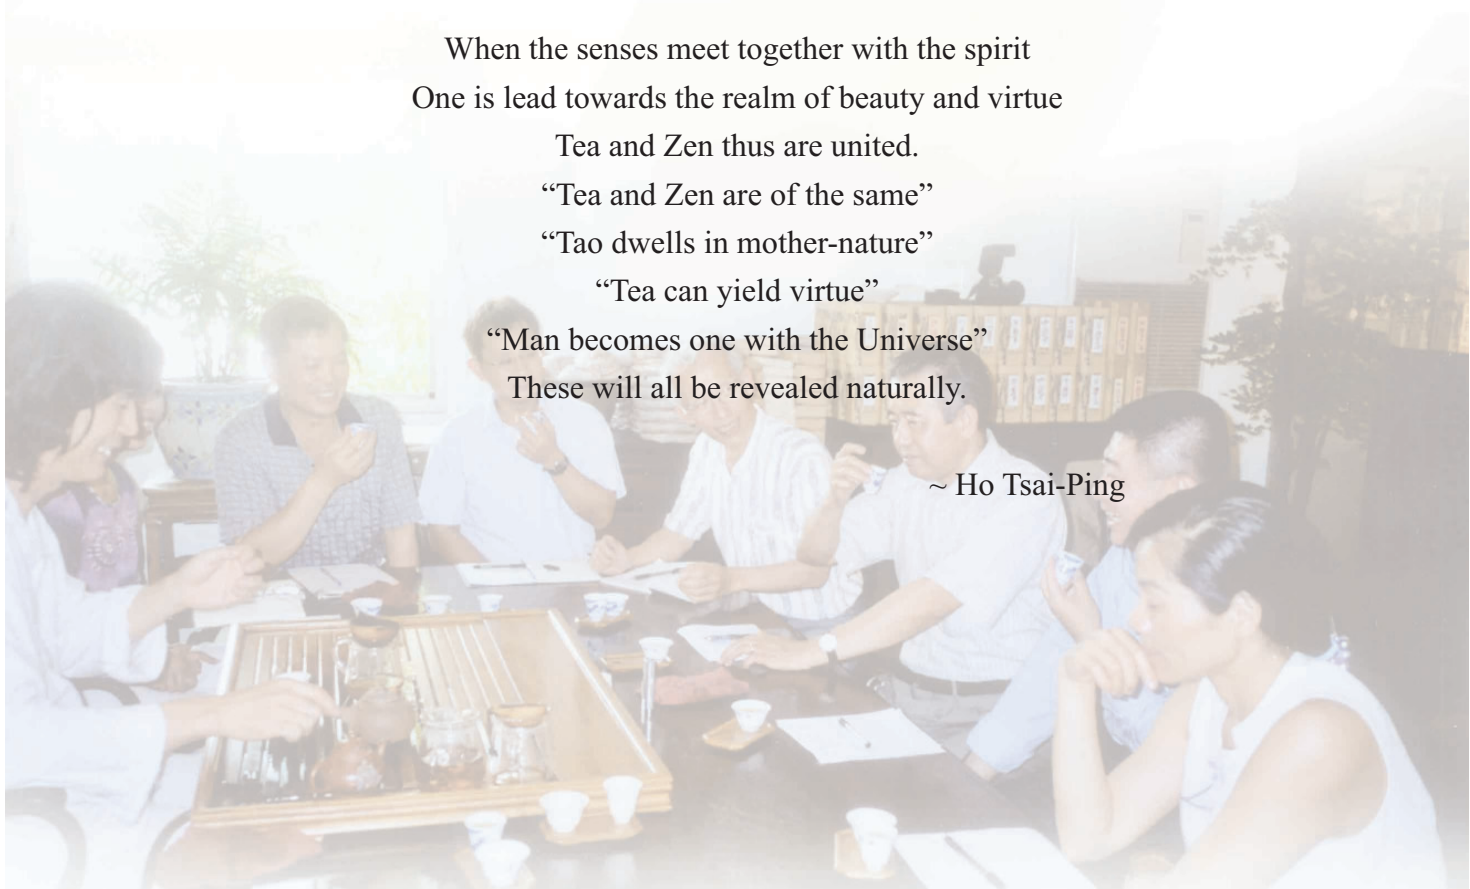 When the senses meet together with the spirit
One is lead towards the realm of beauty and virtue
Tea and Zen thus are united.
“Tea and Zen are of the same”
“Tao dwells in mother-nature”
“Tea can yield virtue”
“Man becomes one with the Universe”
These will all be revealed naturally.
~ Ho Tsai-Ping